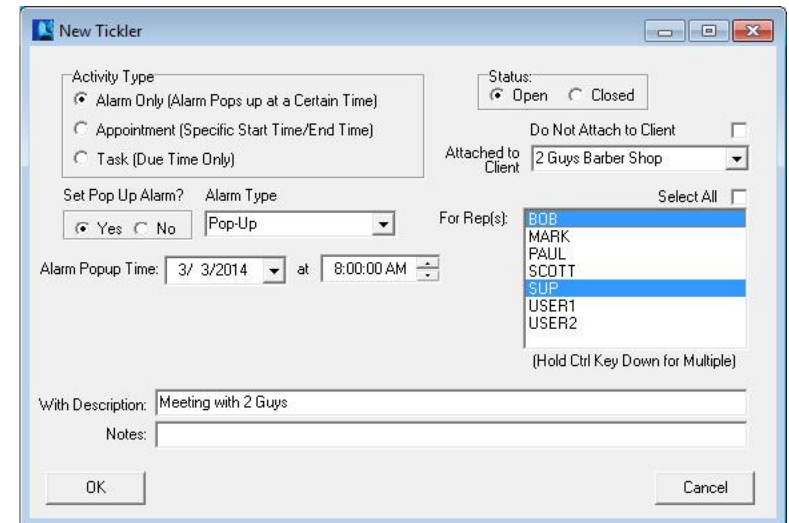 New Tickler
Activity Type
Alarm Only (Alarm Pops up at a Certain Time)
Appointment (Specific Start Time/End Time)
Task (Due Time Only)
Status:
Open Closed
Do Not Attach to Client
Attached to Client 2 Guys Barber Shop
Set Pop Up Alarm? Alarm Type
Yes No Pop-Up
Select All
For Rep(s): BOB
MARK
PAUL
SCOTT
SUP
USER1
USER2
(Hold Ctrl Key Down for Multiple)
Alarm Popup Time: 3/ 3/2014 at 8:00:00 AM
With Description: Meeting with 2 Guys
Notes:
OK Cancel